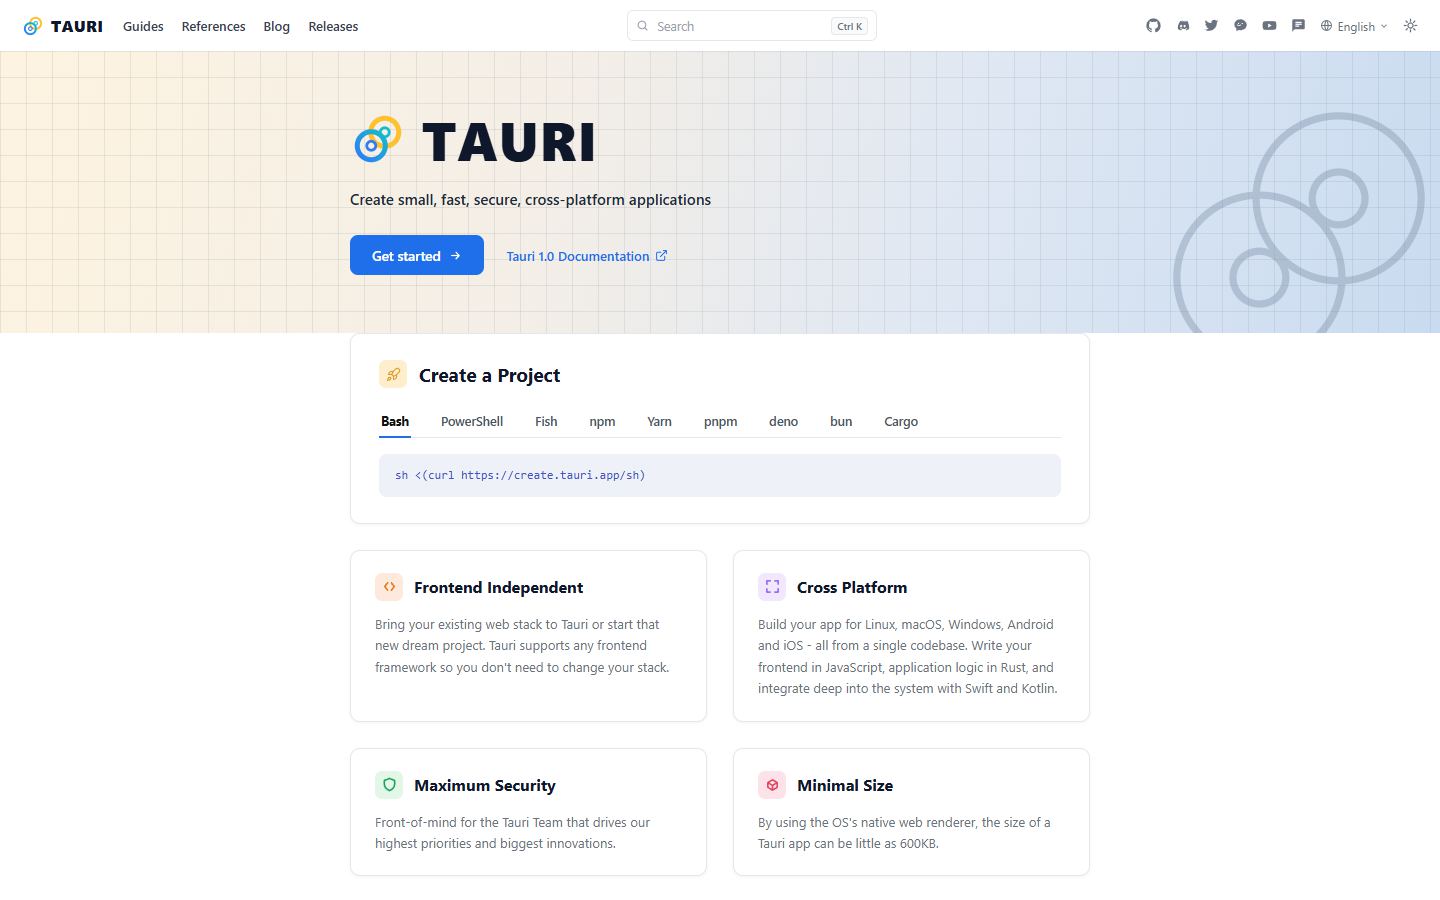 TAURI Guides References Blog Releases Search Ctrl K English
TAURI
Create small, fast, secure, cross-platform applications
Get started Tauri 1.0 Documentation
Create a Project
Bash PowerShell Fish npm Yarn pnpm deno bun Cargo
sh <(curl https://create.tauri.app/sh)
Frontend Independent
Bring your existing web stack to Tauri or start that
new dream project. Tauri supports any frontend
framework so you don't need to change your stack.
Cross Platform
Build your app for Linux, macOS, Windows, Android
and iOS - all from a single codebase. Write your
frontend in JavaScript, application logic in Rust, and
integrate deep into the system with Swift and Kotlin.
Maximum Security
Front-of-mind for the Tauri Team that drives our
highest priorities and biggest innovations.
Minimal Size
By using the OS's native web renderer, the size of a
Tauri app can be little as 600KB.